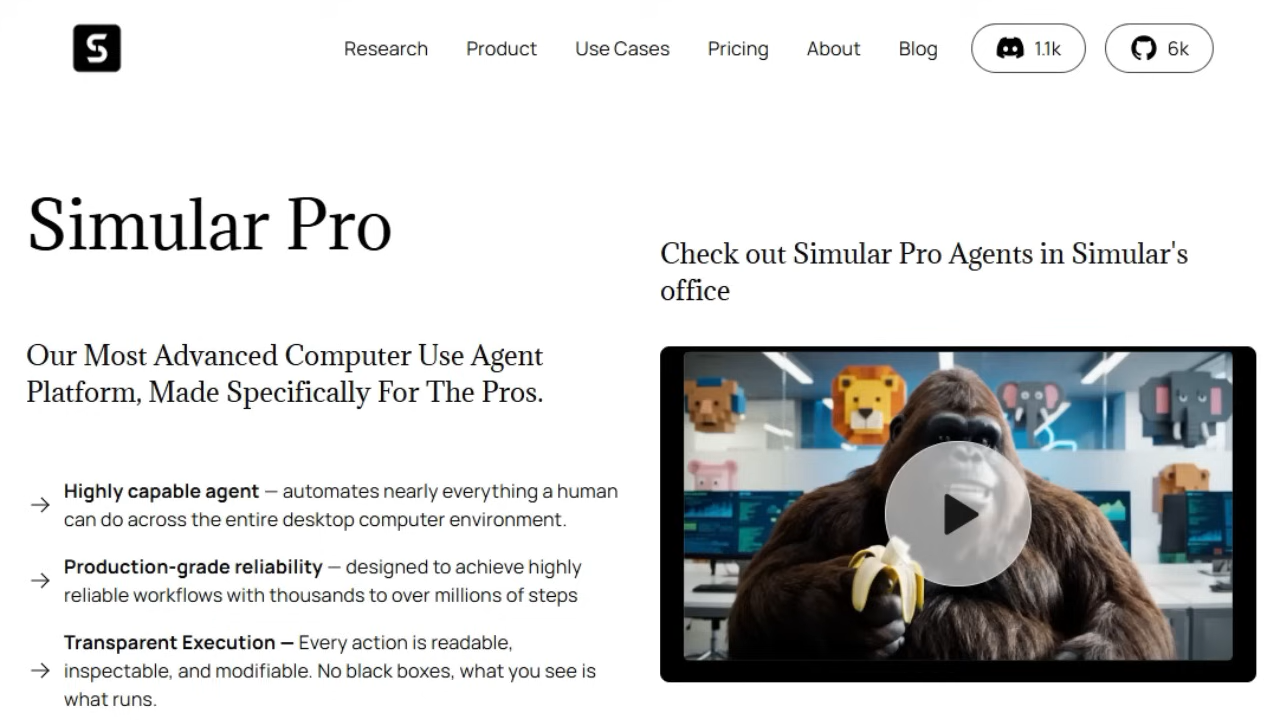 S
Research Product Use Cases Pricing About Blog 1.1k 6k
Simular Pro
Our Most Advanced Computer Use Agent
Platform, Made Specifically For The Pros.
Highly capable agent — automates nearly everything a human
can do across the entire desktop computer environment.
Production-grade reliability — designed to achieve highly
reliable workflows with thousands to over millions of steps
Transparent Execution — Every action is readable,
inspectable, and modifiable. No black boxes, what you see is
what runs.
Check out Simular Pro Agents in Simular's
office